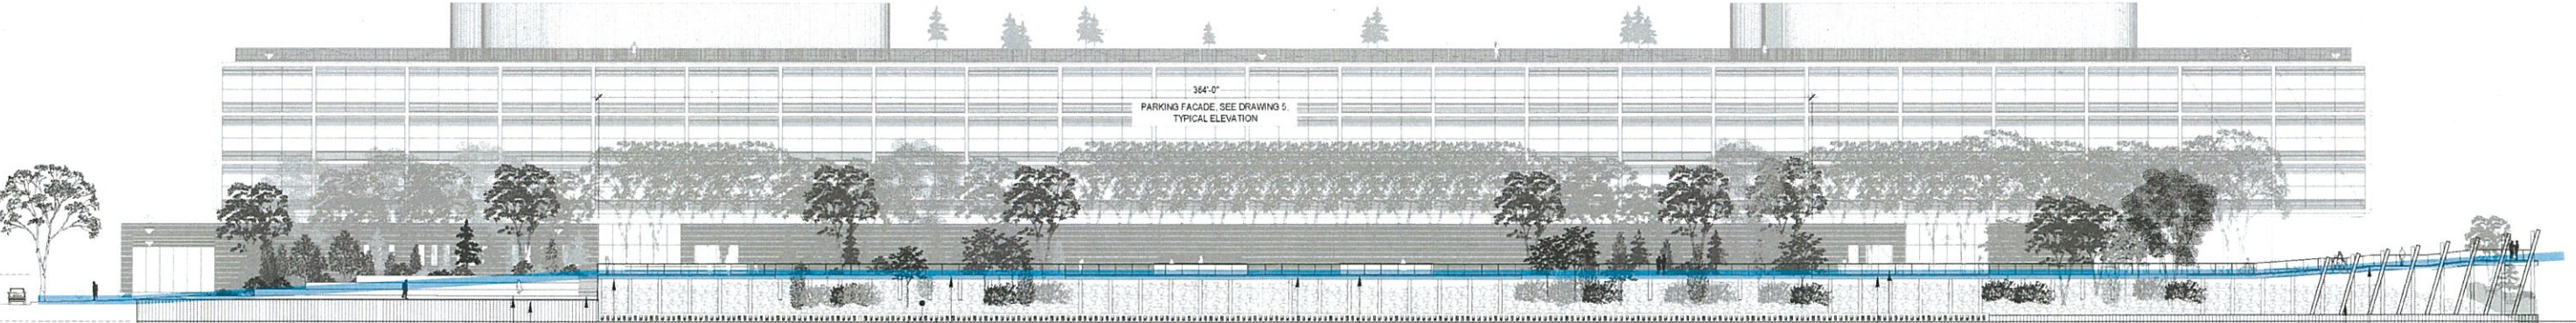 364'-0"
PARKING FACADE, SEE DRAWING 5.
TYPICAL ELEVATION